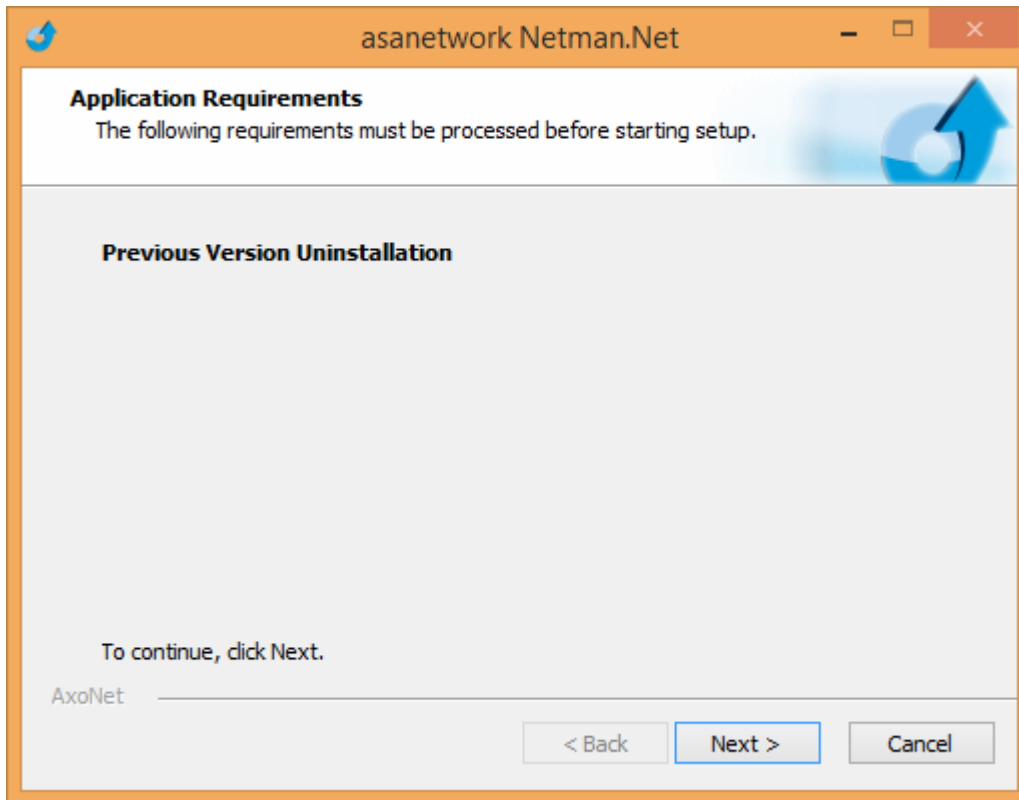 asanetwork Netman.Net
Application Requirements
The following requirements must be processed before starting setup.
Previous Version Uninstallation
To continue, click Next.
AxoNet
< Back Next > Cancel